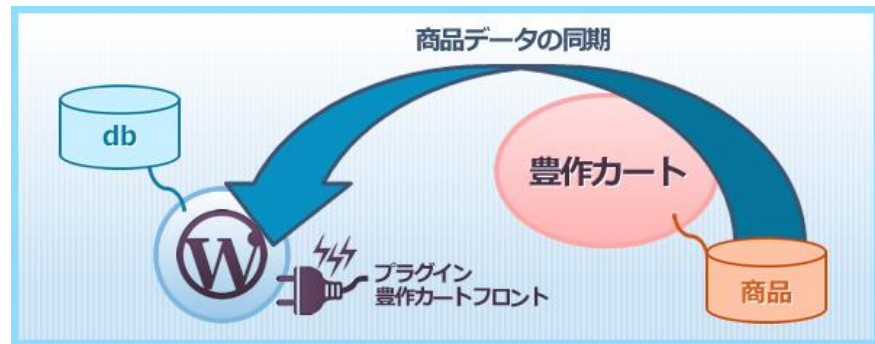 商品データの同期
db
豊作カート
プラグイン
豊作カートフロント
商品